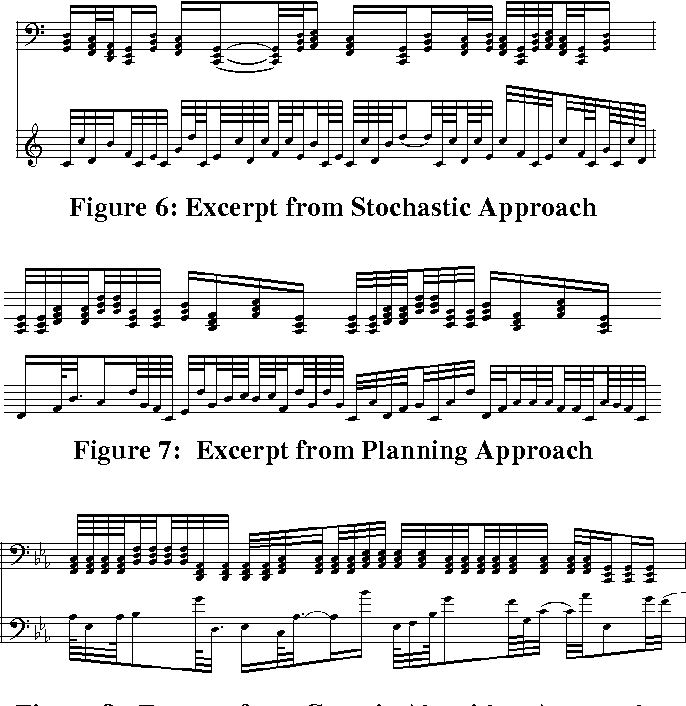 Figure 6: Excerpt from Stochastic Approach
Figure 7: Excerpt from Planning Approach